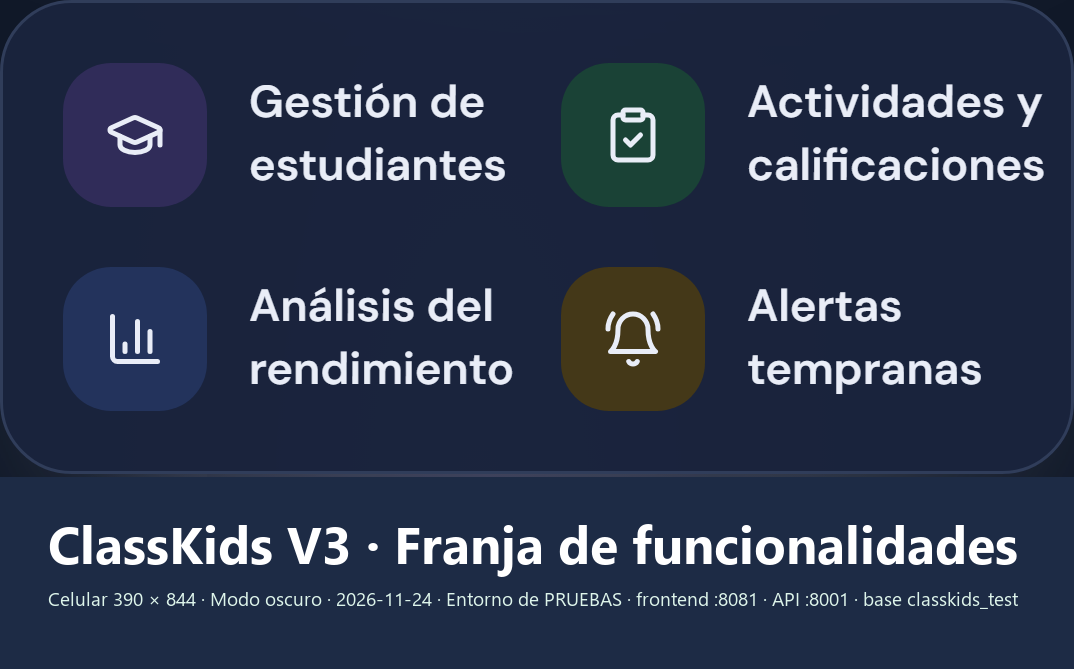 Gestión de
estudiantes
Actividades y
calificaciones
Análisis del
rendimiento
Alertas
tempranas
ClassKids V3 · Franja de funcionalidades
Celular 390 × 844 · Modo oscuro · 2026-11-24 · Entorno de PRUEBAS · frontend :8081 · API :8001 · base classkids_test